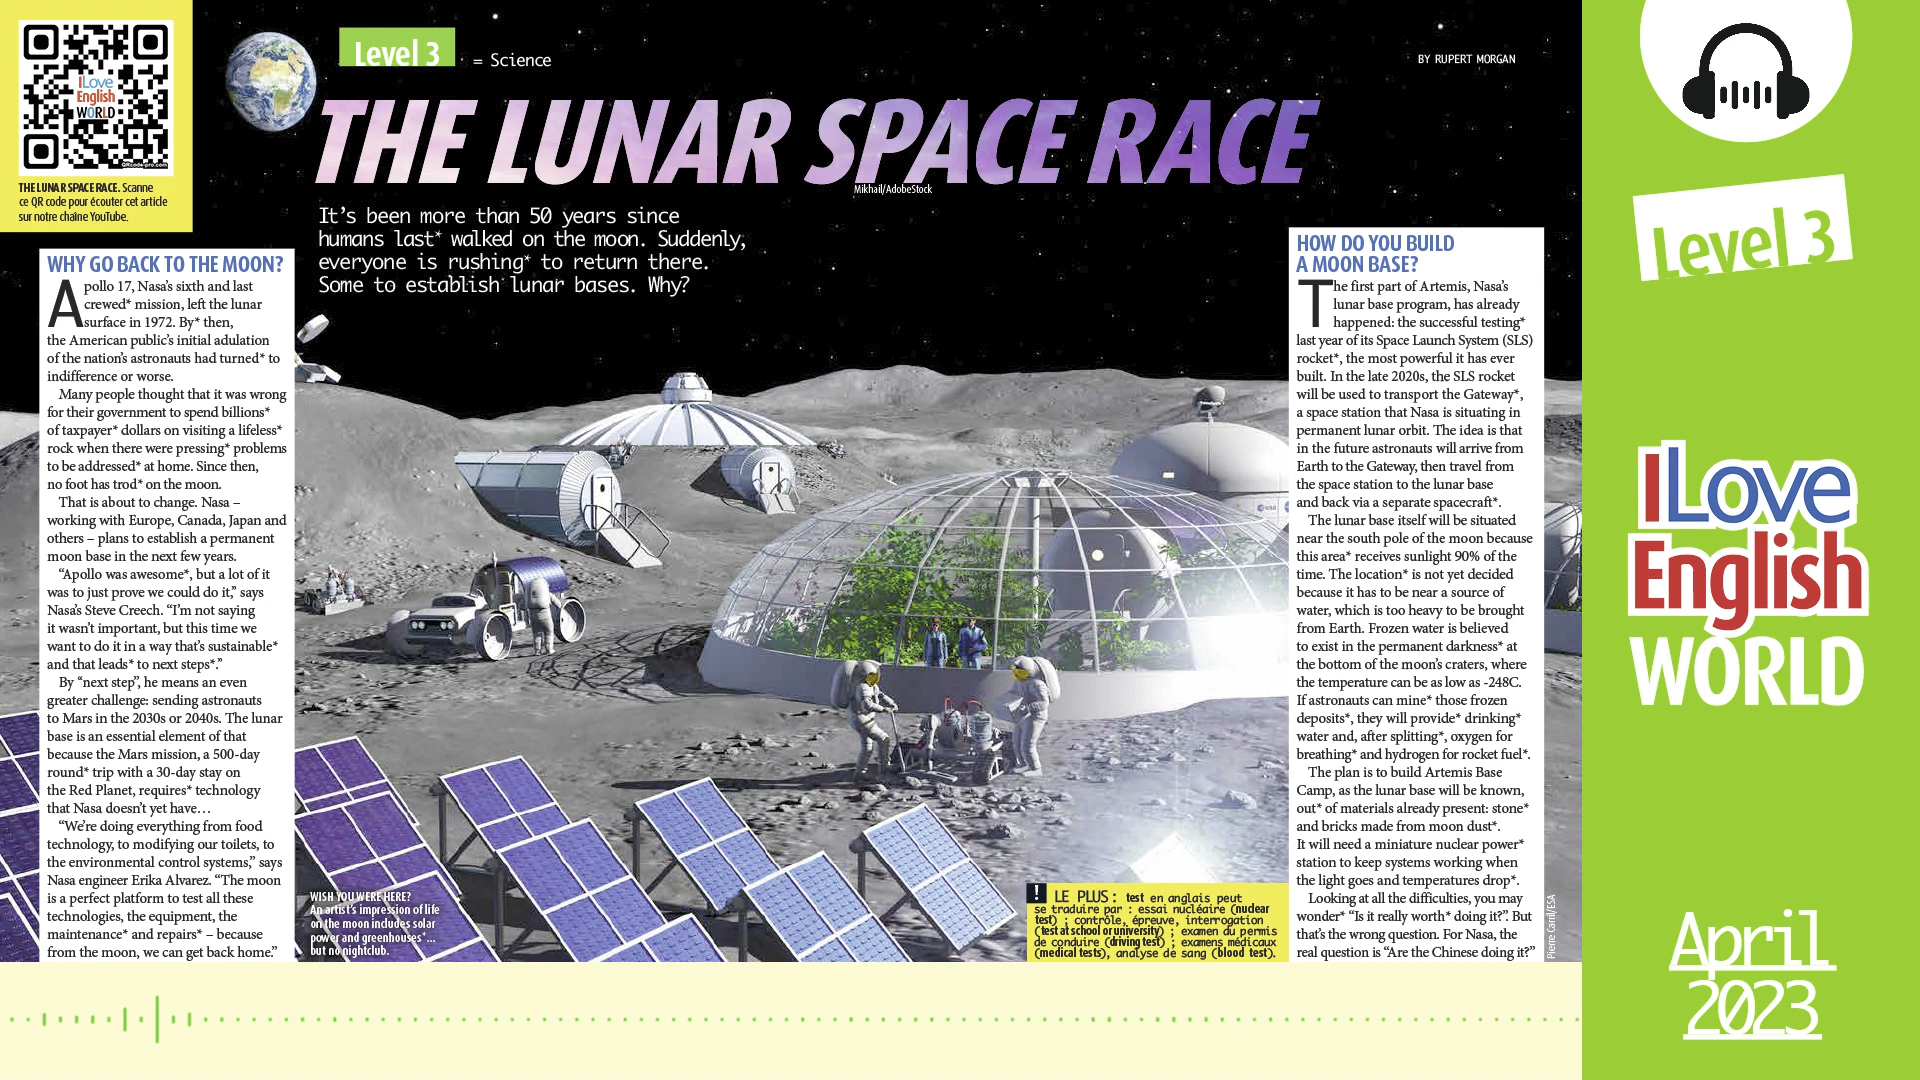 ILove
English
WORLD
QRcode-pro.com
THE LUNAR SPACE RACE. Scanne
ce QR code pour écouter cet article
sur notre chaîne YouTube.
Level 3
= Science
BY RUPERT MORGAN
THE LUNAR SPACE RACE
Mikhail/AdobeStock
It's been more than 50 years since
humans last* walked on the moon. Suddenly,
everyone is rushing* to return there.
Some to establish lunar bases. Why?
WHY GO BACK TO THE MOON?
Apollo 17, Nasa's sixth and last
crewed* mission, left the lunar
surface in 1972. By* then,
the American public's initial adulation
of the nation's astronauts had turned* to
indifference or worse.
Many people thought that it was wrong
for their government to spend billions*
of taxpayer* dollars on visiting a lifeless*
rock when there were pressing* problems
to be addressed* at home. Since then,
no foot has trod* on the moon.
That is about to change. Nasa –
working with Europe, Canada, Japan and
others – plans to establish a permanent
moon base in the next few years.
“Apollo was awesome*, but a lot of it
was to just prove we could do it,” says
Nasa's Steve Creech. “I'm not saying
it wasn't important, but this time we
want to do it in a way that's sustainable*
and that leads* to next steps*.”
By “next step”, he means an even
greater challenge: sending astronauts
to Mars in the 2030s or 2040s. The lunar
base is an essential element of that
because the Mars mission, a 500-day
round* trip with a 30-day stay on
the Red Planet, requires* technology
that Nasa doesn't yet have…
“We're doing everything from food
technology, to modifying our toilets, to
the environmental control systems,” says
Nasa engineer Erika Alvarez. “The moon
is a perfect platform to test all these
technologies, the equipment, the
maintenance* and repairs* – because
from the moon, we can get back home.”
WISH YOU WERE HERE?
An artist's impression of life
on the moon includes solar
power and greenhouses*…
but no nightclub.
! LE PLUS : test en anglais peut
se traduire par : essai nucléaire (nuclear
test) ; contrôle, épreuve, interrogation
(test at school or university) ; examen du permis
de conduire (driving test) ; examens médicaux
(medical tests), analyse de sang (blood test).
HOW DO YOU BUILD
A MOON BASE?
The first part of Artemis, Nasa's
lunar base program, has already
happened: the successful testing*
last year of its Space Launch System (SLS)
rocket*, the most powerful it has ever
built. In the late 2020s, the SLS rocket
will be used to transport the Gateway*,
a space station that Nasa is situating in
permanent lunar orbit. The idea is that
in the future astronauts will arrive from
Earth to the Gateway, then travel from
the space station to the lunar base
and back via a separate spacecraft*.
The lunar base itself will be situated
near the south pole of the moon because
this area* receives sunlight 90% of the
time. The location* is not yet decided
because it has to be near a source of
water, which is too heavy to be brought
from Earth. Frozen water is believed
to exist in the permanent darkness* at
the bottom of the moon's craters, where
the temperature can be as low as -248C.
If astronauts can mine* those frozen
deposits*, they will provide* drinking*
water and, after splitting*, oxygen for
breathing* and hydrogen for rocket fuel*.
The plan is to build Artemis Base
Camp, as the lunar base will be known,
out* of materials already present: stone*
and bricks made from moon dust*.
It will need a miniature nuclear power*
station to keep systems working when
the light goes and temperatures drop*.
Looking at all the difficulties, you may
wonder* “Is it really worth* doing it?”. But
that's the wrong question. For Nasa, the
real question is “Are the Chinese doing it?”
Pierre Carril/ESA
Level 3
ILove
English
WORLD
April
2023